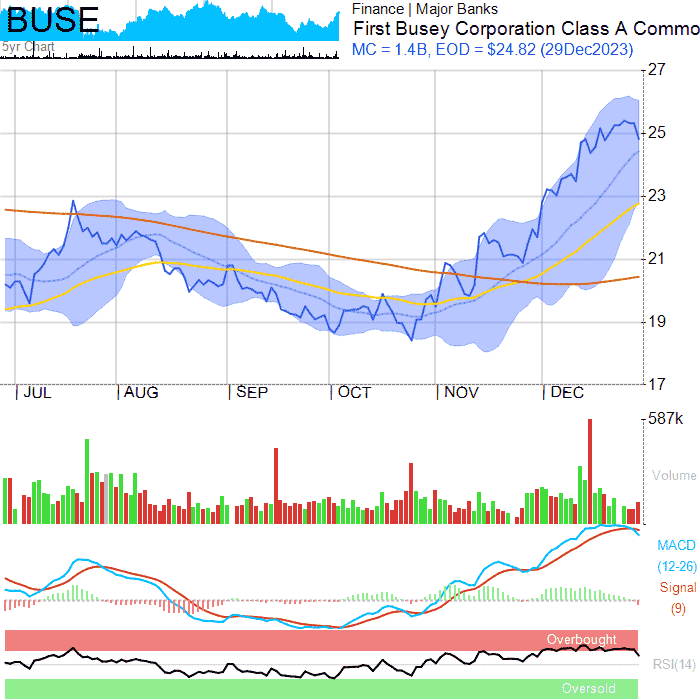 BUSE
5yr Chart
Finance | Major Banks
First Busey Corporation Class A Commo
MC = 1.4B, EOD = $24.82 (29Dec2023)
27
25
23
21
19
17
JUL
AUG
SEP
OCT
NOV
DEC
587k
Volume
MACD
(12-26)
Signal
(9)
Overbought
RSI(14)
Oversold